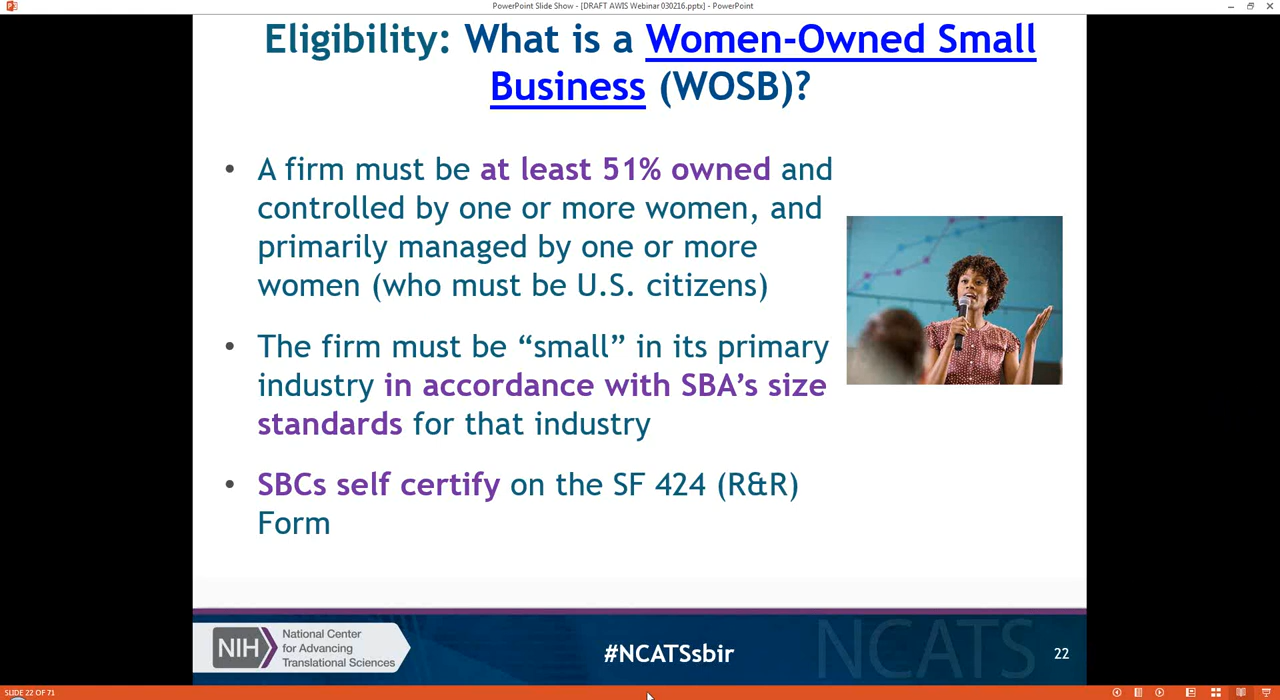 PowerPoint Slide Show - [DRAFT AWIS Webinar 030216.pptx] - PowerPoint
Eligibility: What is a Women-Owned Small
Business (WOSB)?
• A firm must be at least 51% owned and
controlled by one or more women, and
primarily managed by one or more
women (who must be U.S. citizens)
• The firm must be “small” in its primary
industry in accordance with SBA’s size
standards for that industry
• SBCs self certify on the SF 424 (R&R)
Form
NIH
National Center
for Advancing
Translational Sciences
#NCATSsbir
NCATS
22
SLIDE 22 OF 71